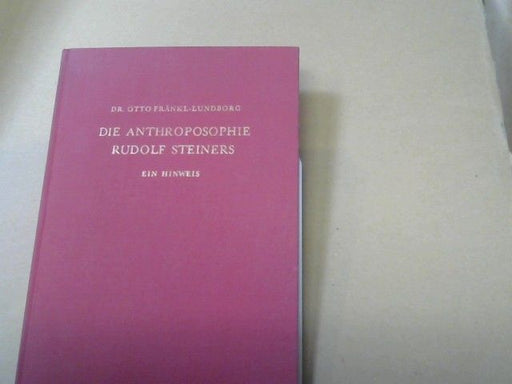 DR. OTTO FRÄNKL-LUNDBORG
DIE ANTHROPOSOPHIE
RUDOLF STEINERS
EIN HINWEIS